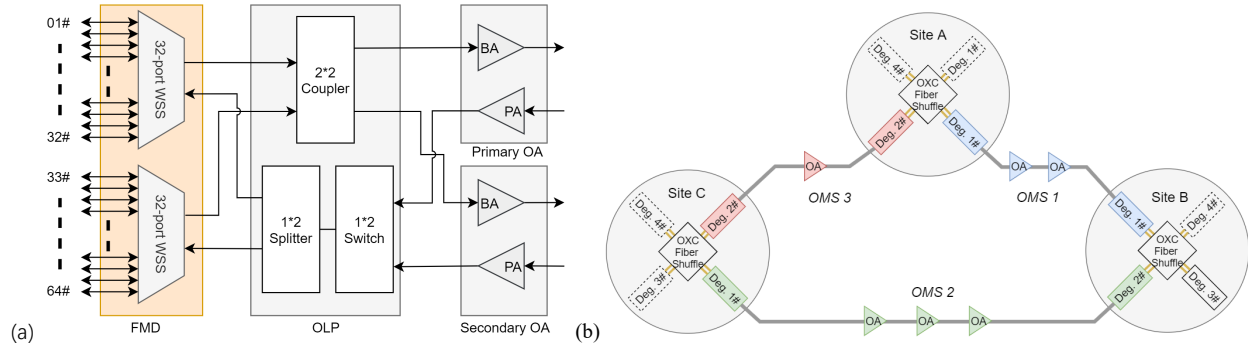 01#
32#
33#
64#
32-port WSS
32-port WSS
FMD
2*2
Coupler
1*2
Splitter
1*2
Switch
OLP
BA
PA
Primary OA
BA
PA
Secondary OA
(a)
Site A
Deg. 4#
Deg. 1#
OXC
Fiber
Shuffle
Deg. 2#
Deg. 1#
OA
OMS 3
OA
OA
OMS 1
Site C
Deg. 4#
Deg. 2#
OXC
Fiber
Shuffle
Deg. 3#
Deg. 1#
Site B
Deg. 1#
Deg. 4#
OXC
Fiber
Shuffle
Deg. 2#
Deg. 3#
OMS 2
OA
OA
OA
(b)